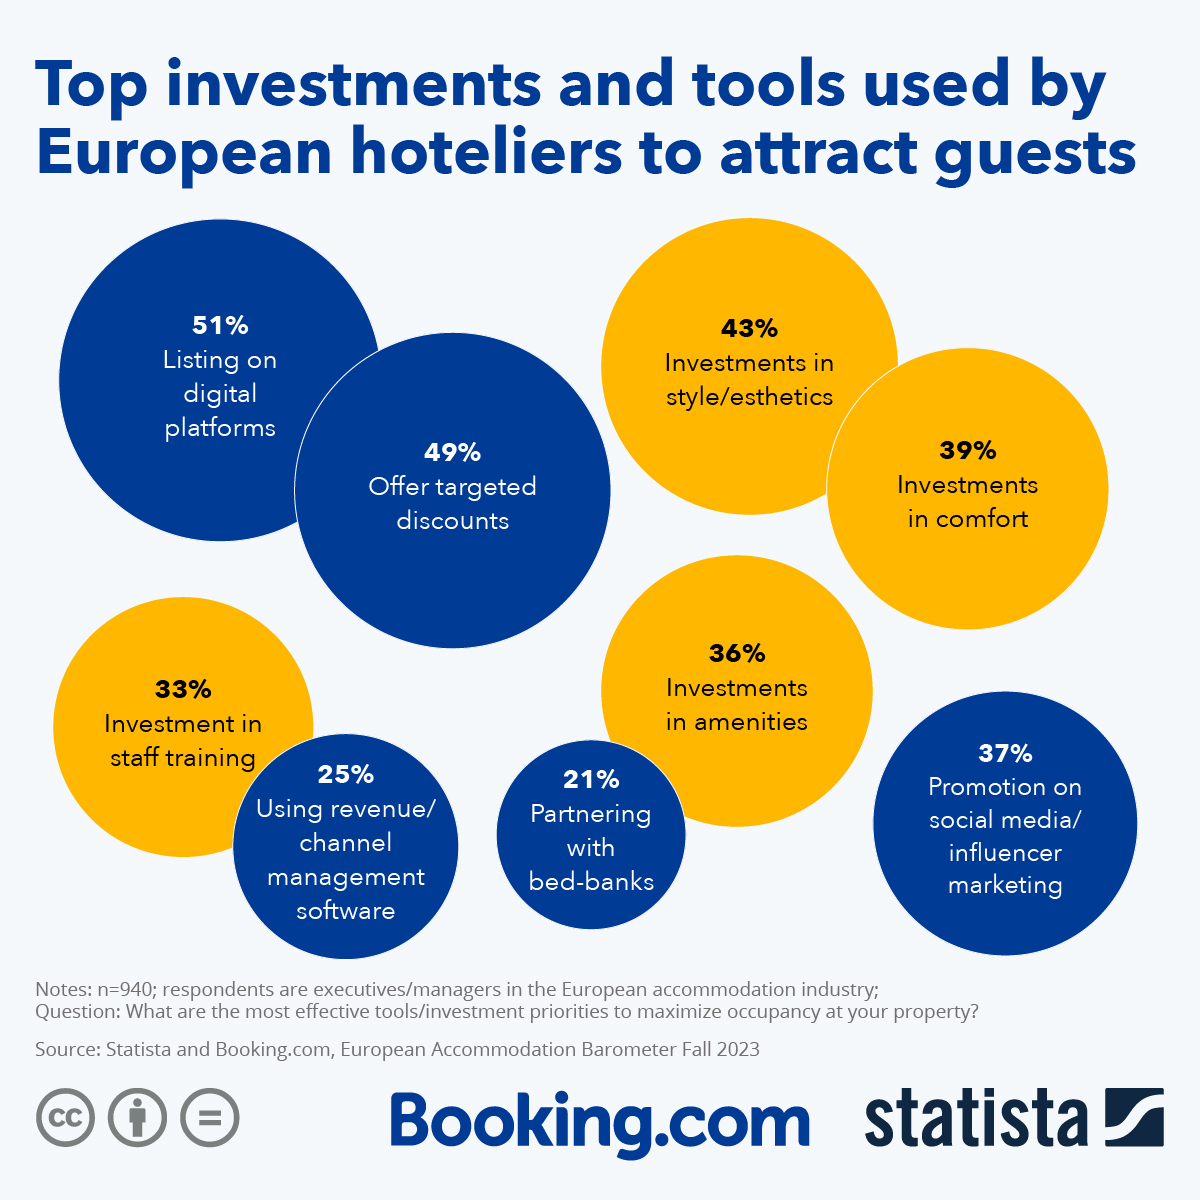 Top investments and tools used by
European hoteliers to attract guests
51%
Listing on
digital
platforms
49%
Offer targeted
discounts
43%
Investments in
style/esthetics
39%
Investments
in comfort
33%
Investment in
staff training
25%
Using revenue/
channel
management
software
21%
Partnering
with
bed-banks
36%
Investments
in amenities
37%
Promotion on
social media/
influencer
marketing
Notes: n=940; respondents are executives/managers in the European accommodation industry;
Question: What are the most effective tools/investment priorities to maximize occupancy at your property?
Source: Statista and Booking.com, European Accommodation Barometer Fall 2023
cc
Booking.com
statista